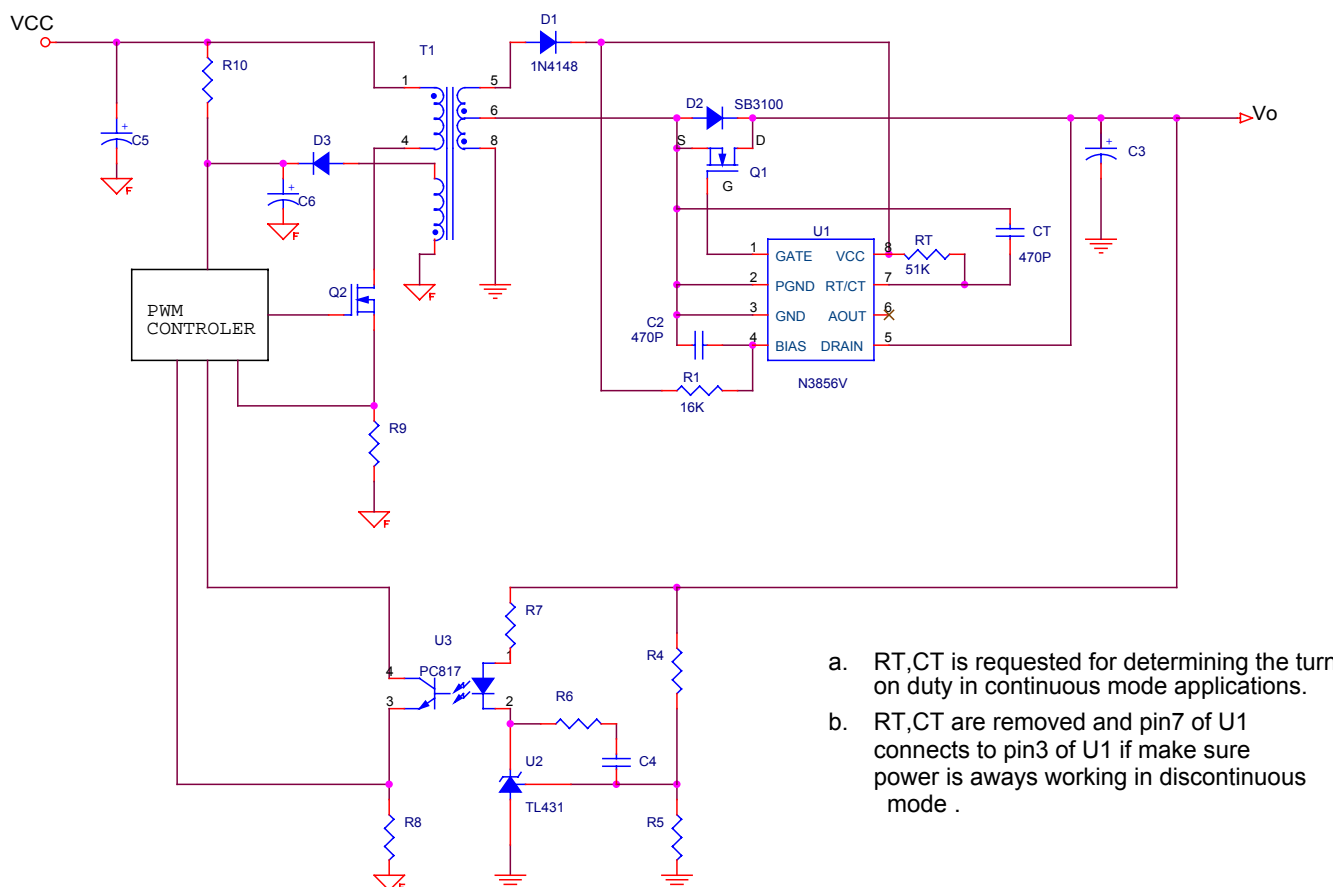 VCC
D1
1N4148
T1
R10
1
5
D2
SB3100
6
Vo
C5
D3
4
8
S
D
Q1
G
C3
C6
F
F
U1
CT
470P
RT
51K
1
GATE
VCC
8
2
PGND
RT/CT
7
3
GND
AOUT
6
4
BIAS
DRAIN
5
N3856V
F
Q2
PWM
CONTROLER
C2
470P
R1
16K
R9
F
R7
U3
PC817
1
4
3
2
R4
R6
C4
U2
TL431
R8
R5
F
a. RT,CT is requested for determining the turn
on duty in continuous mode applications.
b. RT,CT are removed and pin7 of U1
connects to pin3 of U1 if make sure
power is aways working in discontinuous
mode .